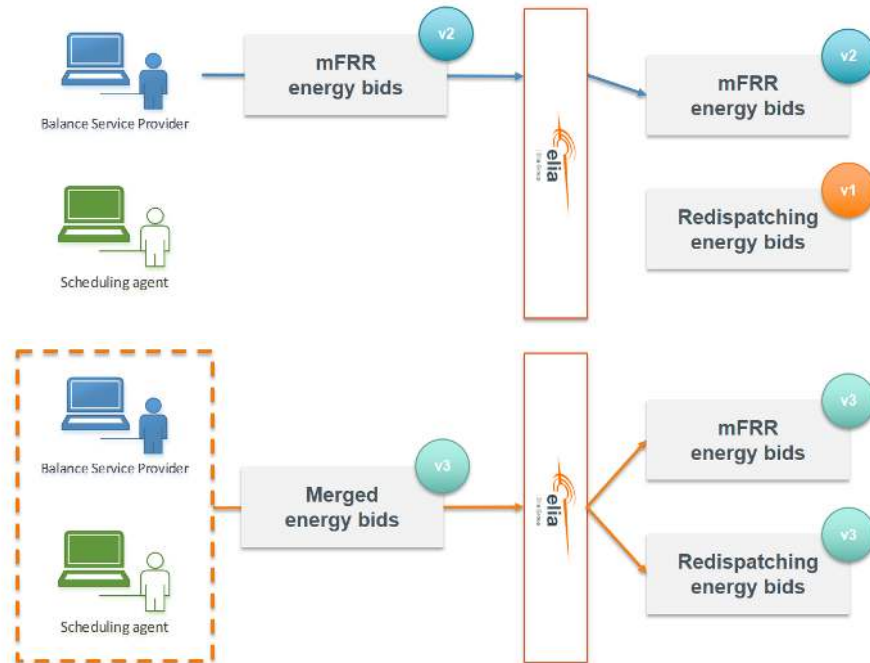 v2
mFRR
energy bids
v2
mFRR
energy bids
Balance Service Provider
elia
v1
Redispatching
energy bids
Scheduling agent
v3
mFRR
energy bids
Balance Service Provider
v3
Merged
energy bids
elia
v3
Redispatching
energy bids
Scheduling agent